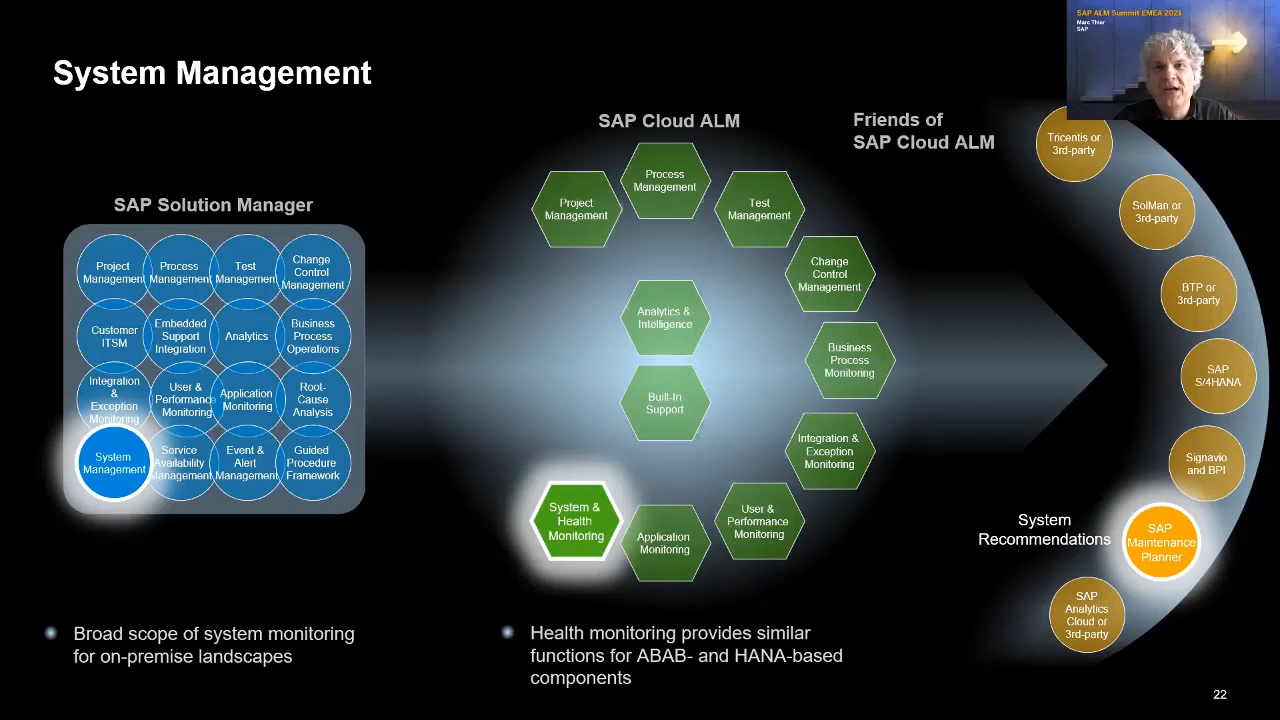 System Management
SAP ALM Summit EMEA 2021
Marc Thier
SAP
SAP Solution Manager
Project
Management
Process
Management
Test
Management
Change
Control
Management
Customer
ITSM
Embedded
Support
Integration
Analytics
Business
Process
Operations
Integration
&
Exception
Monitoring
User &
Performance
Monitoring
Application
Monitoring
Root-
Cause
Analysis
System
Management
Service
Availability
Management
Event &
Alert
Management
Guided
Procedure
Framework
Broad scope of system monitoring
for on-premise landscapes
SAP Cloud ALM
Project
Management
Process
Management
Test
Management
Change
Control
Management
Analytics &
Intelligence
Business
Process
Monitoring
Built-In
Support
Integration &
Exception
Monitoring
System &
Health
Monitoring
Application
Monitoring
User &
Performance
Monitoring
Health monitoring provides similar
functions for ABAB- and HANA-based
components
Friends of
SAP Cloud ALM
Tricentis or
3rd-party
SolMan or
3rd-party
BTP or
3rd-party
SAP
S/4HANA
Signavio
and BPI
System
Recommendations
SAP
Maintenance
Planner
SAP
Analytics
Cloud or
3rd-party
22